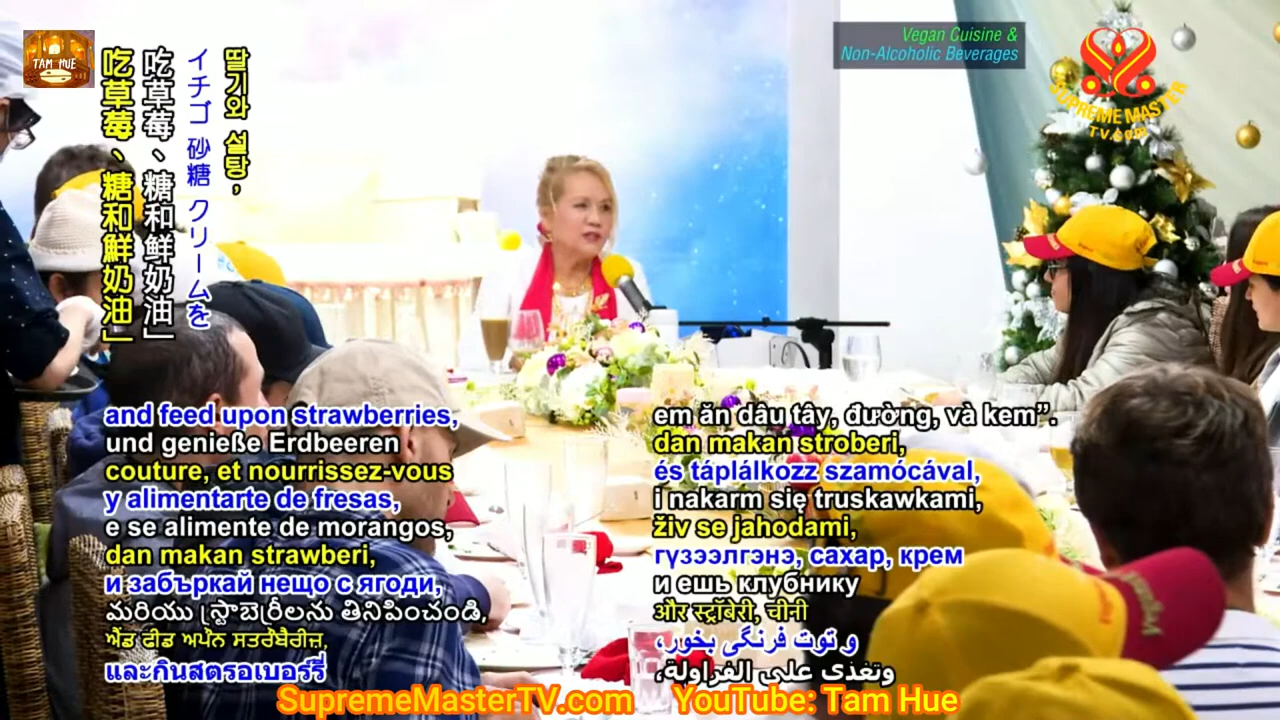 TAM HUE
Vegan Cuisine &
Non-Alcoholic Beverages
SUPREME MASTER
TV.com
딸기와 설탕,
イチゴ 砂糖 クリームを
吃草莓、糖和鲜奶油」
吃草莓、糖和鮮奶油」
and feed upon strawberries,
und genieße Erdbeeren
couture, et nourrissez-vous
y alimentarte de fresas,
e se alimente de morangos,
dan makan strawberi,
и забъркай нещо с ягоди,
మరియు స్ట్రాబెర్రీలను తినిపించండి,
ਐਂਡ ਫੀਡ ਅਪੌਨ ਸਤਰੌਬੈਰੀਜ਼,
และกินสตรอเบอร์รี่
em ăn dâu tây, đường, và kem”.
dan makan stroberi,
és táplálkozz szamócával,
i nakarm się truskawkami,
živ se jahodami,
гүзээлгэнэ, сахар, крем
и ешь клубнику
और स्ट्रॉबेरी, चीनी
و توت فرنگی بخور،
وتغذى على الفراولة،
SupremeMasterTV.com
YouTube: Tam Hue